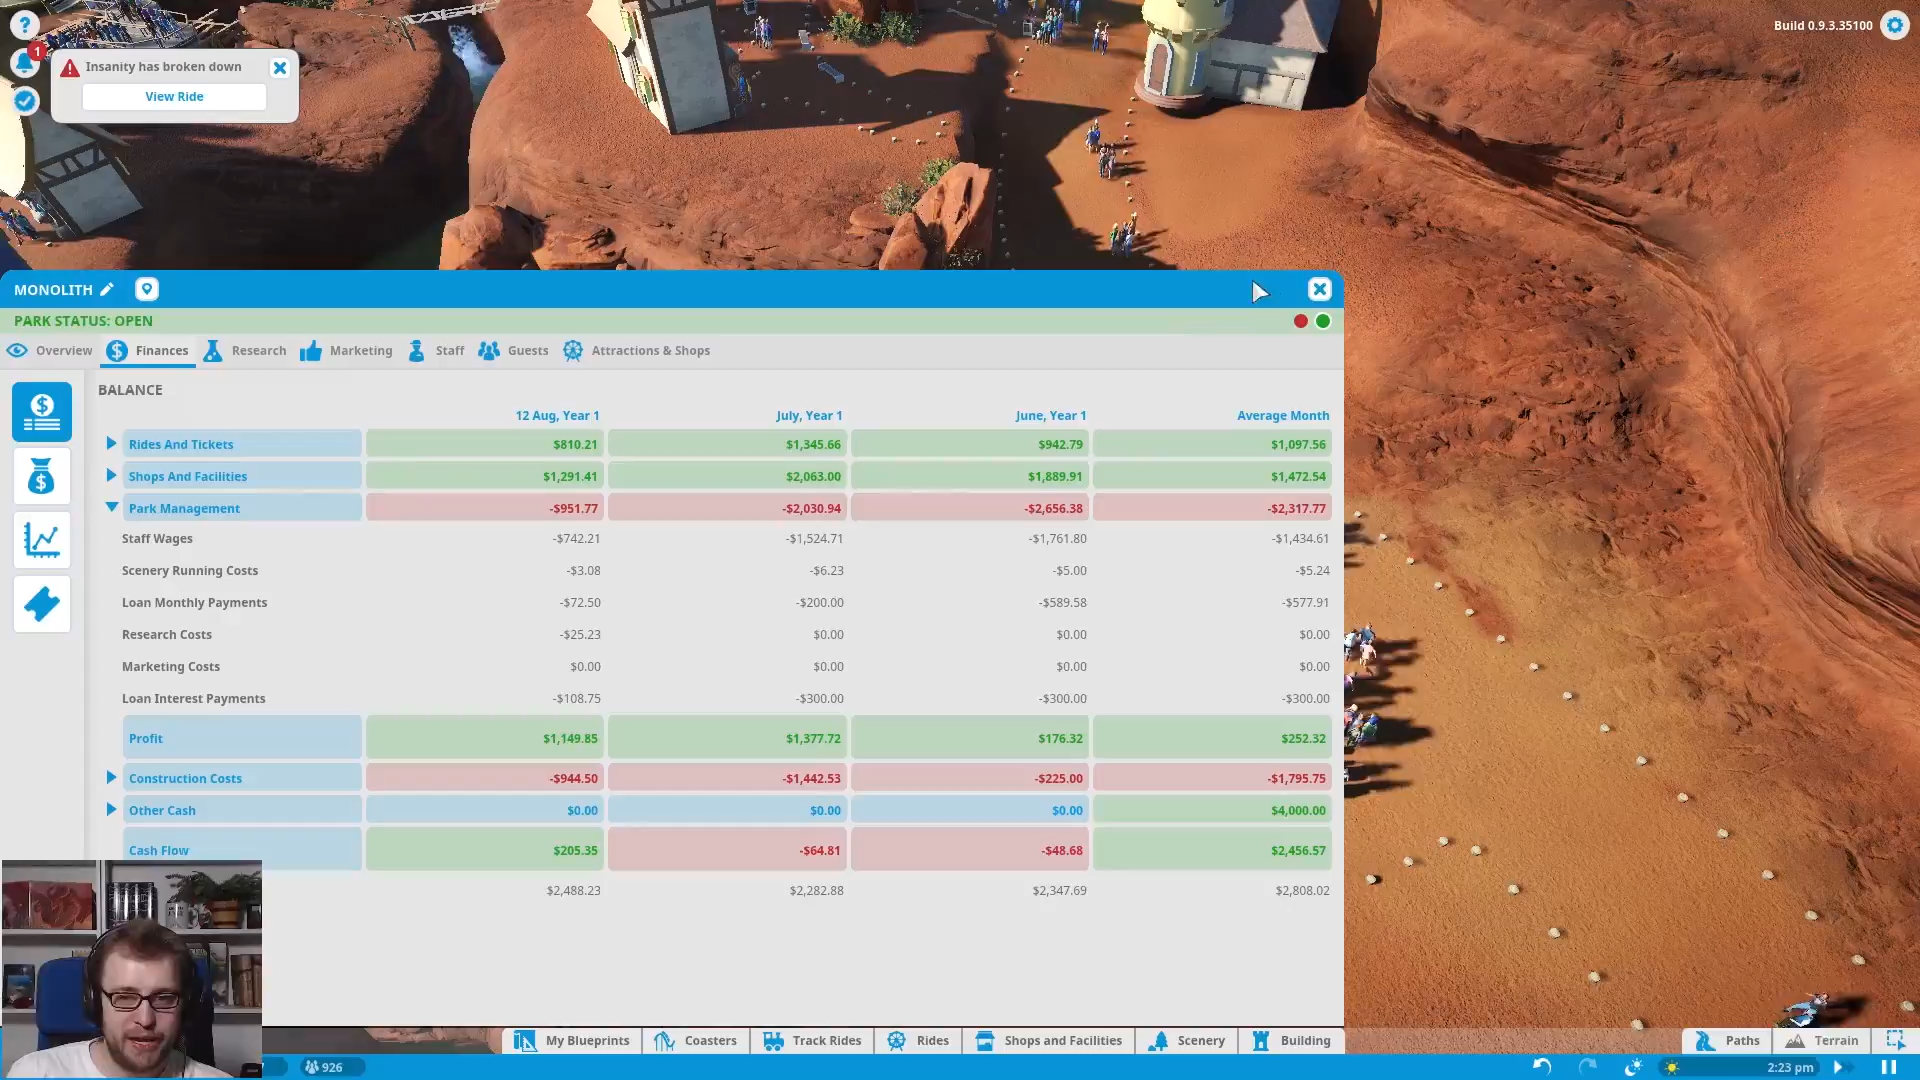 ?
Build 0.9.3.35100
1
Insanity has broken down
View Ride
MONOLITH
PARK STATUS: OPEN
Overview Finances Research Marketing Staff Guests Attractions & Shops
BALANCE
12 Aug, Year 1 July, Year 1 June, Year 1 Average Month
Rides And Tickets $810.21 $1,345.66 $942.79 $1,097.56
Shops And Facilities $1,291.41 $2,063.00 $1,889.91 $1,472.54
Park Management -$951.77 -$2,030.94 -$2,656.38 -$2,317.77
Staff Wages -$742.21 -$1,524.71 -$1,761.80 -$1,434.61
Scenery Running Costs -$3.08 -$6.23 -$5.00 -$5.24
Loan Monthly Payments -$72.50 -$200.00 -$589.58 -$577.91
Research Costs -$25.23 $0.00 $0.00 $0.00
Marketing Costs $0.00 $0.00 $0.00 $0.00
Loan Interest Payments -$108.75 -$300.00 -$300.00 -$300.00
Profit $1,149.85 $1,377.72 $176.32 $252.32
Construction Costs -$944.50 -$1,442.53 -$225.00 -$1,795.75
Other Cash $0.00 $0.00 $0.00 $4,000.00
Cash Flow $205.35 -$64.81 -$48.68 $2,456.57
$2,488.23 $2,282.88 $2,347.69 $2,808.02
My Blueprints Coasters Track Rides Rides Shops and Facilities Scenery Building Paths Terrain
926 2:23 pm